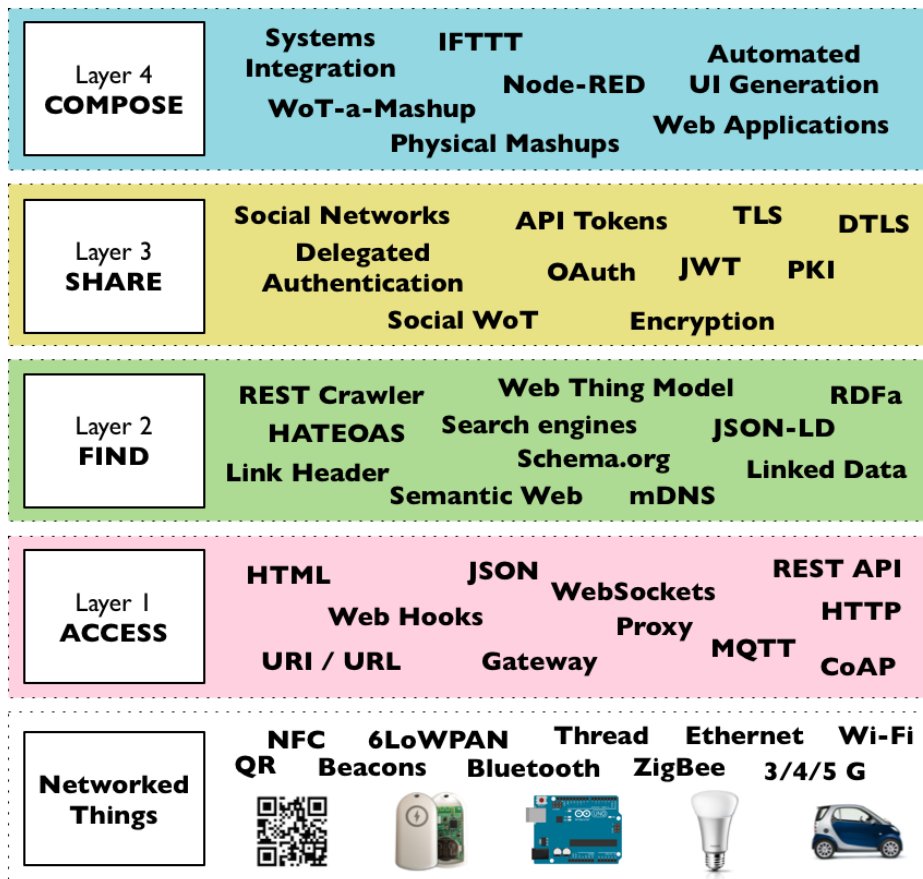 Layer 4
COMPOSE
Systems
Integration
IFTTT
Automated
UI Generation
Node-RED
WoT-a-Mashup
Web Applications
Physical Mashups
Layer 3
SHARE
Social Networks
API Tokens
TLS
DTLS
Delegated
Authentication
OAuth
JWT
PKI
Social WoT
Encryption
Layer 2
FIND
REST Crawler
Web Thing Model
RDFa
HATEOAS
Search engines
JSON-LD
Link Header
Schema.org
Linked Data
Semantic Web
mDNS
Layer 1
ACCESS
HTML
JSON
REST API
WebSockets
Web Hooks
Proxy
HTTP
URI / URL
Gateway
MQTT
CoAP
Networked
Things
NFC
6LoWPAN
Thread
Ethernet
Wi-Fi
QR
Beacons
Bluetooth
ZigBee
3/4/5 G